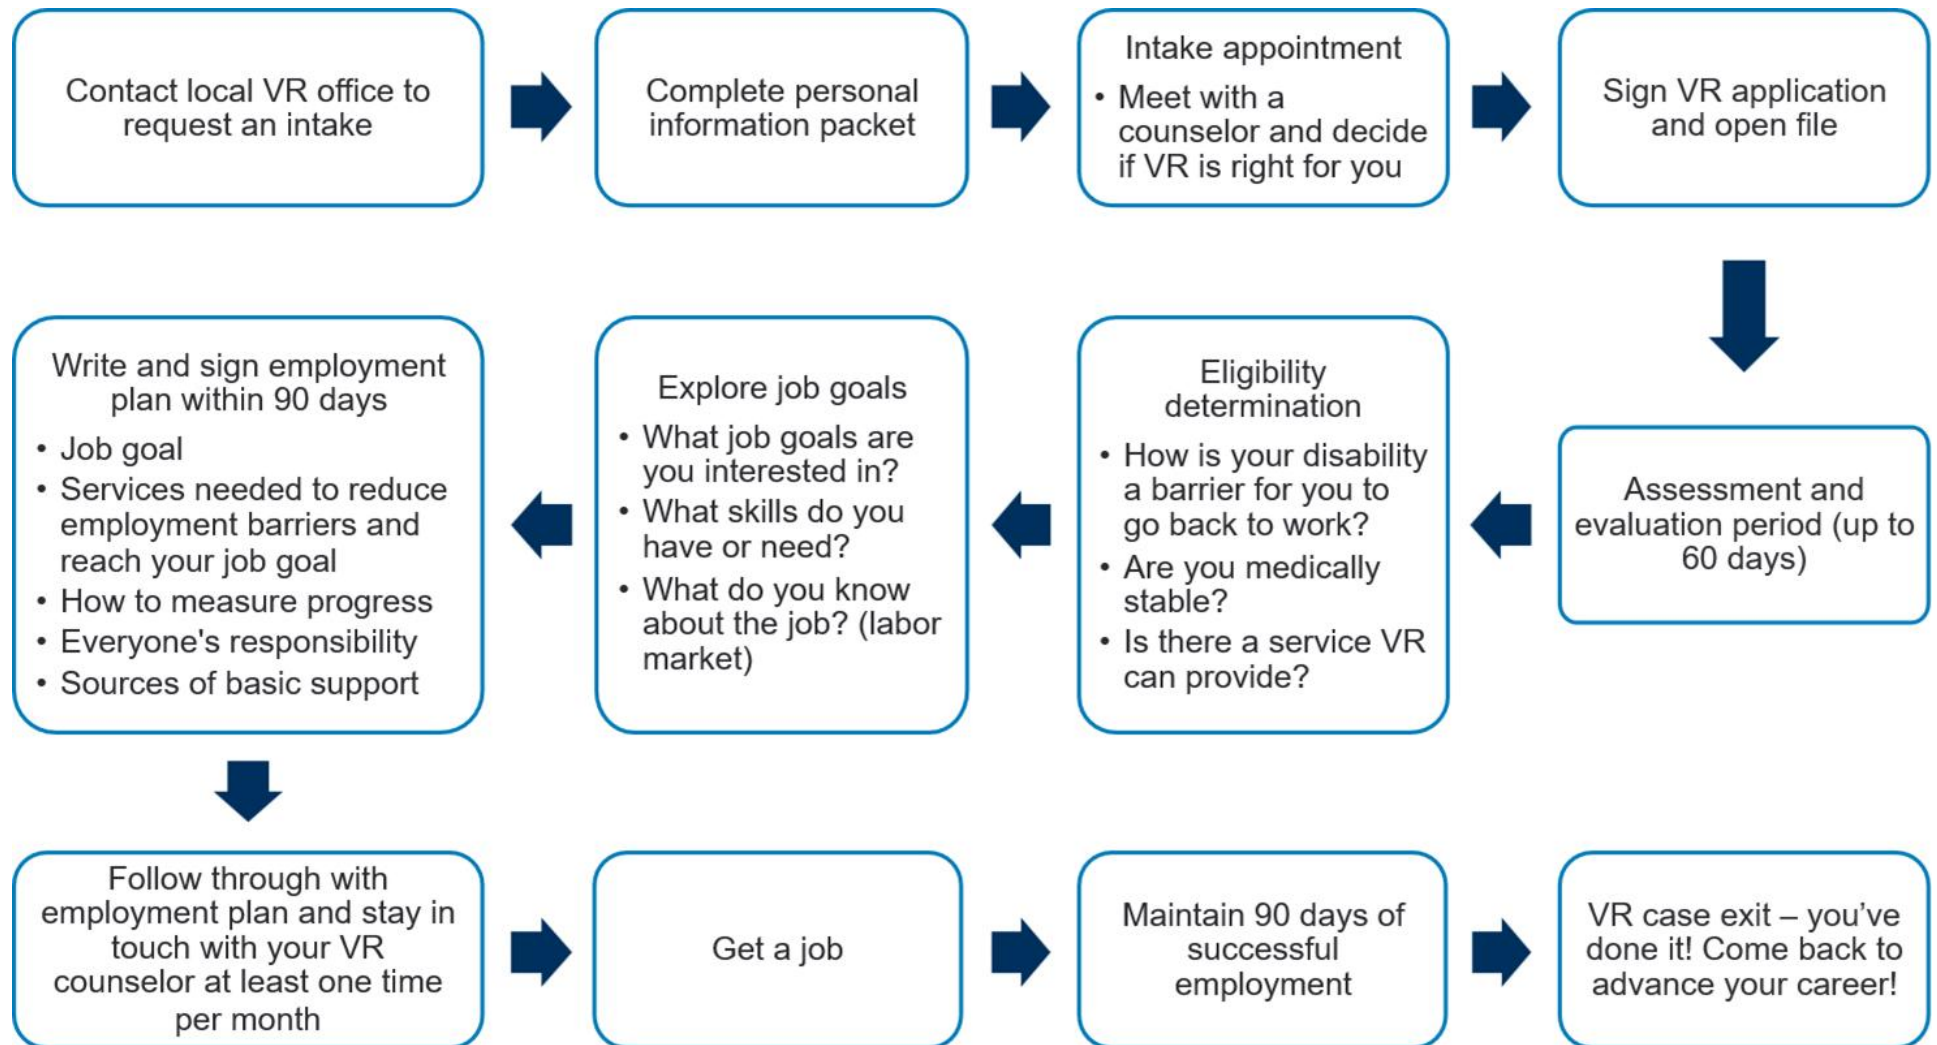 Contact local VR office to
request an intake
Complete personal
information packet
Intake appointment
• Meet with a
counselor and decide
if VR is right for you
Sign VR application
and open file
Assessment and
evaluation period (up to
60 days)
Eligibility
determination
• How is your disability
a barrier for you to
go back to work?
• Are you medically
stable?
• Is there a service VR
can provide?
Explore job goals
• What job goals are
you interested in?
• What skills do you
have or need?
• What do you know
about the job? (labor
market)
Write and sign employment
plan within 90 days
• Job goal
• Services needed to reduce
employment barriers and
reach your job goal
• How to measure progress
• Everyone's responsibility
• Sources of basic support
Follow through with
employment plan and stay in
touch with your VR
counselor at least one time
per month
Get a job
Maintain 90 days of
successful
employment
VR case exit – you’ve
done it! Come back to
advance your career!